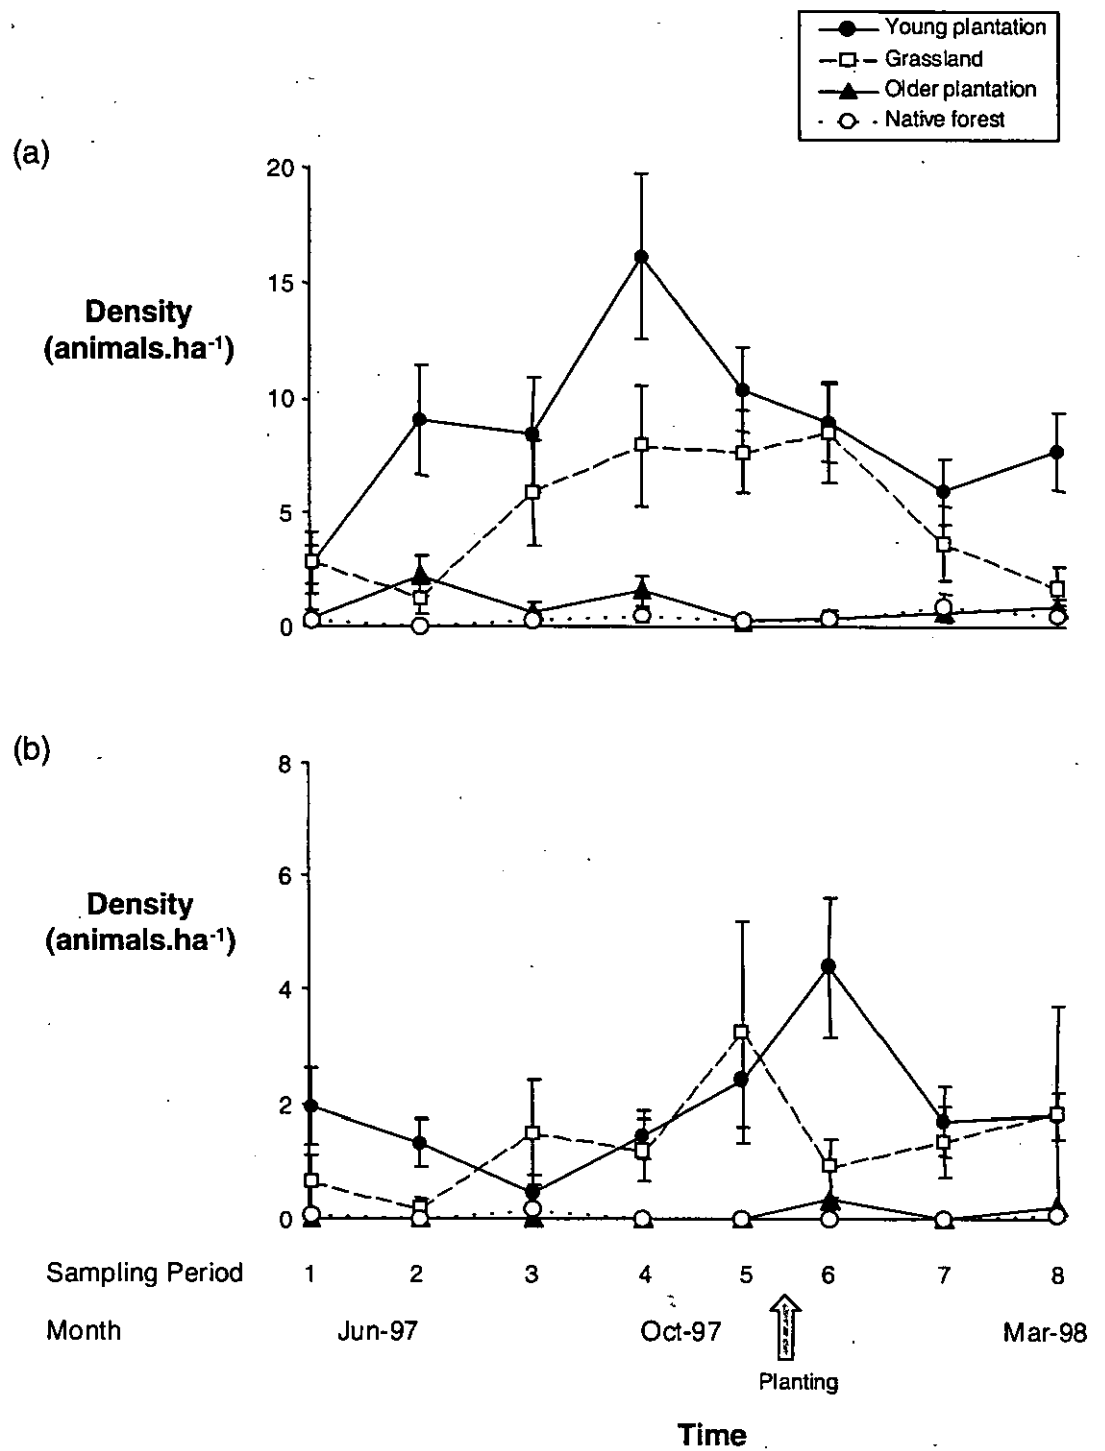 Young plantation
Grassland
Older plantation
Native forest
(a)
20
15
10
5
0
Density
(animals.ha⁻¹)
(b)
8
6
4
2
0
Density
(animals.ha⁻¹)
Sampling Period 1 2 3 4 5 6 7 8
Month Jun-97 Oct-97 Mar-98
Planting
Time